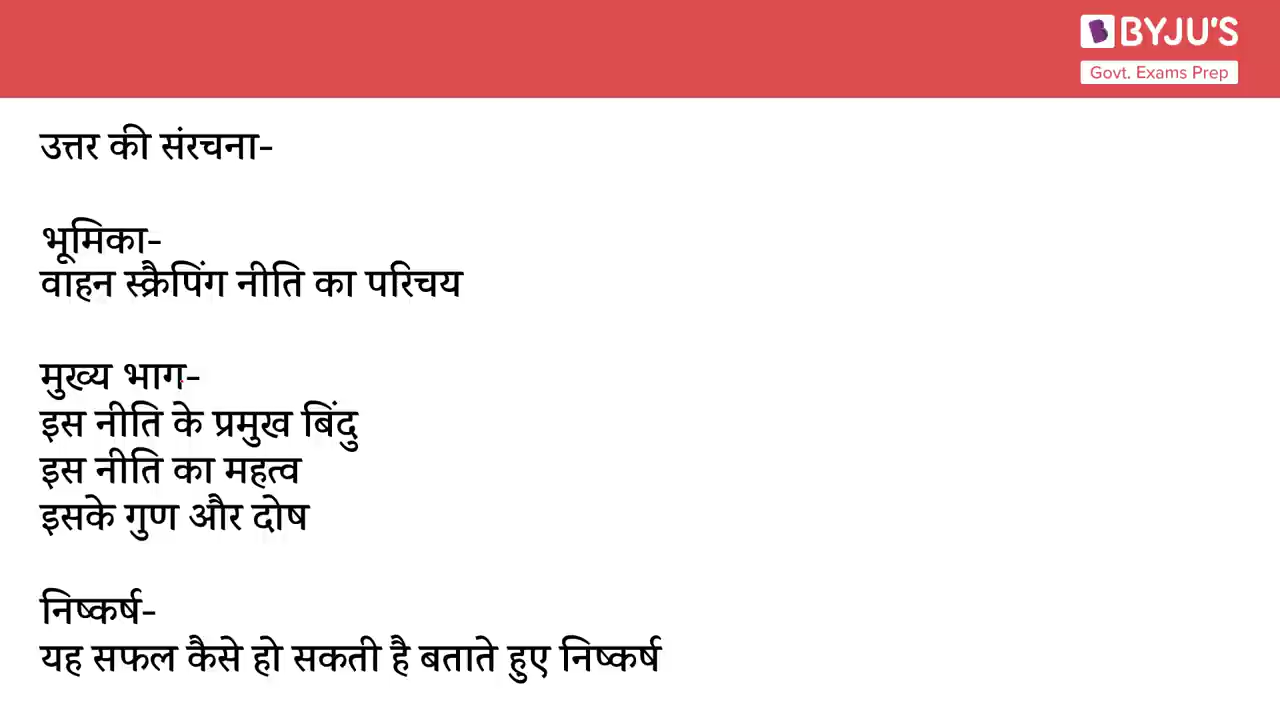 BYJU'S
Govt. Exams Prep
उत्तर की संरचना-
भूमिका-
वाहन स्क्रैपिंग नीति का परिचय
मुख्य भाग-
इस नीति के प्रमुख बिंदु
इस नीति का महत्व
इसके गुण और दोष
निष्कर्ष-
यह सफल कैसे हो सकती है बताते हुए निष्कर्ष